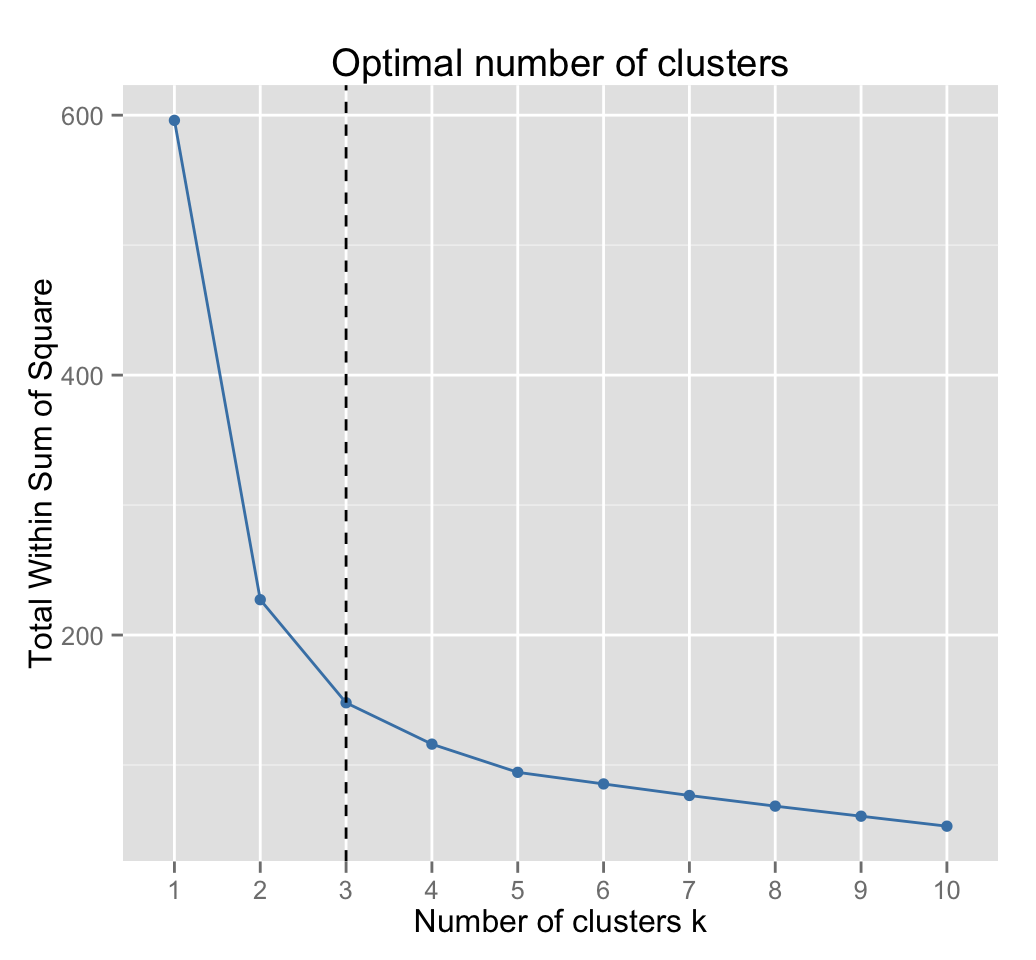 Optimal number of clusters
Total Within Sum of Square
600
400
200
1 2 3 4 5 6 7 8 9 10
Number of clusters k